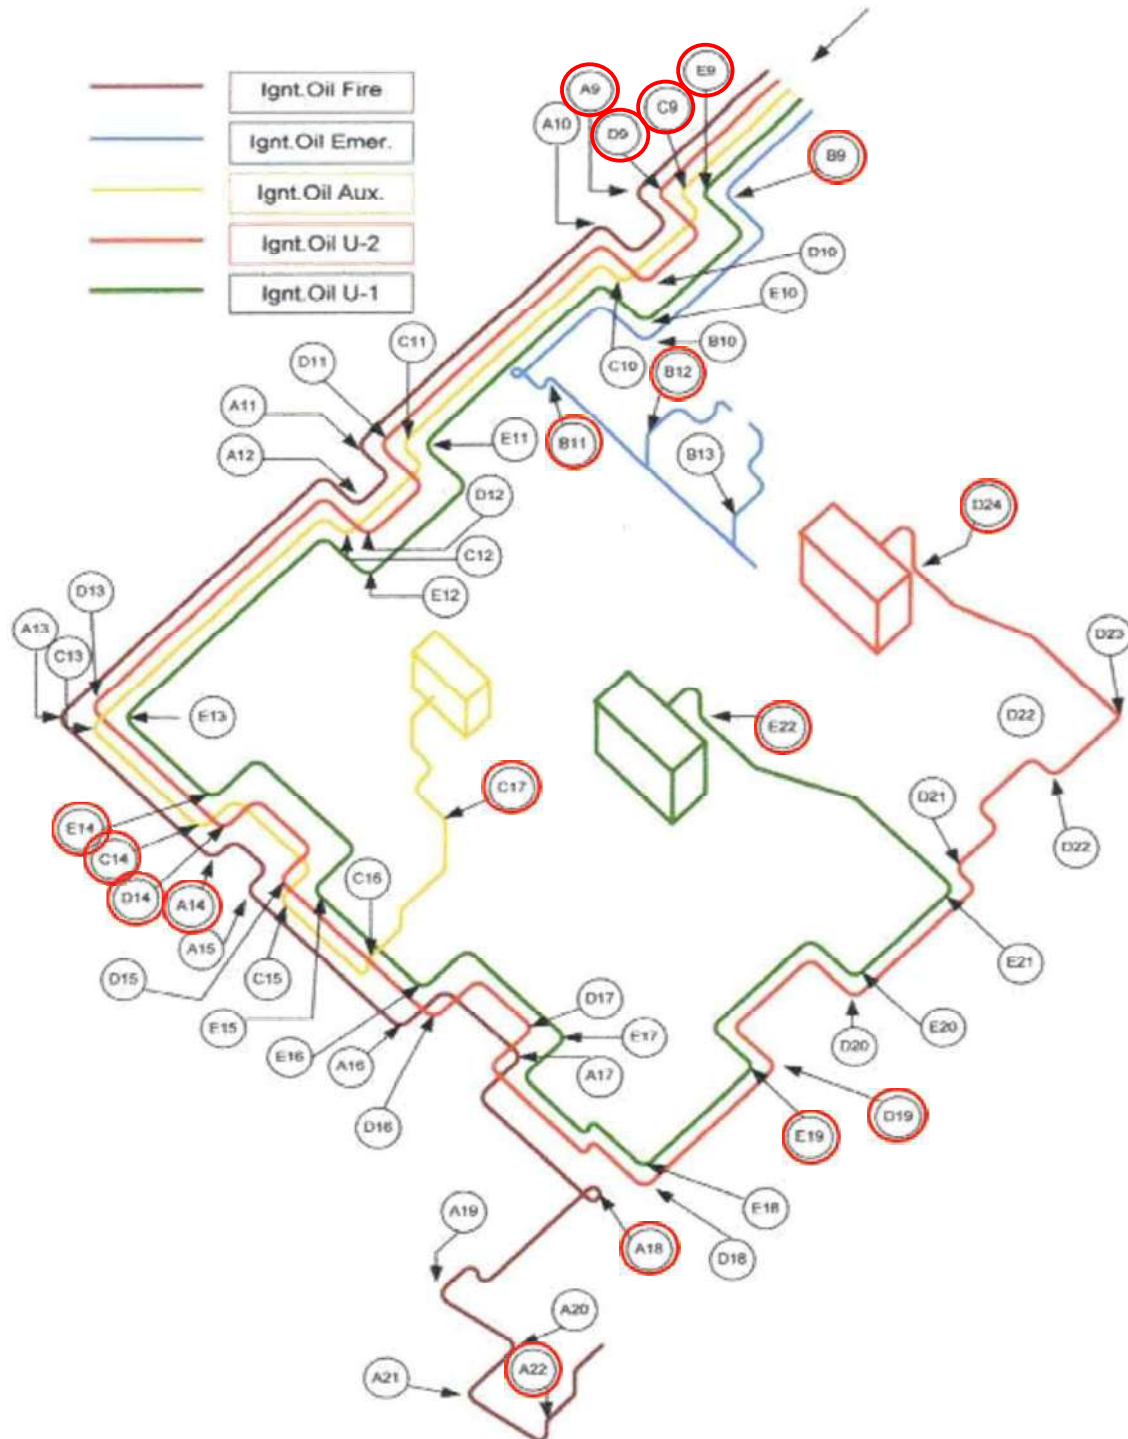 Ignt.Oil Fire
Ignt.Oil Emer.
Ignt.Oil Aux.
Ignt.Oil U-2
Ignt.Oil U-1
E9
A9
C9
A10
D9
B9
D10
E10
B10
C11
D11
C10
B12
A11
E11
B11
A12
B13
D12
D24
C12
D13
E12
A13
D23
C13
E13
D22
E22
C17
D21
E14
C14
D22
C16
D14
A14
A15
E21
D15
C15
D17
E15
E20
E17
D20
E16
A16
A17
D16
D19
E19
E18
A19
A18
D18
A20
A22
A21